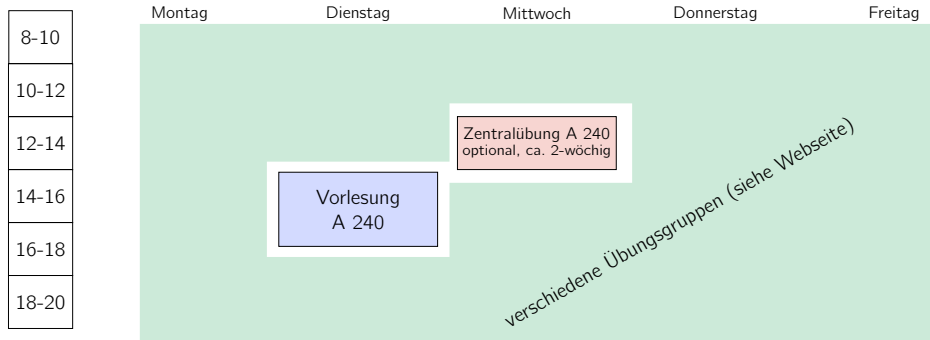 Montag Dienstag Mittwoch Donnerstag Freitag
8-10
10-12
12-14
14-16
16-18
18-20
Zentralübung A 240
optional, ca. 2-wöchig
Vorlesung
A 240
verschiedene Übungsgruppen (siehe Webseite)